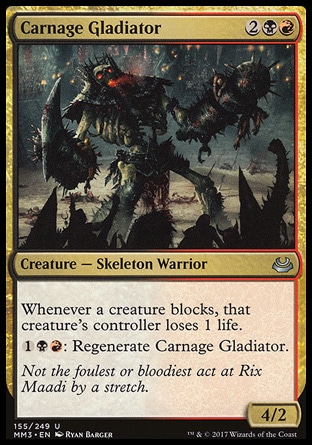 Carnage Gladiator 2
Creature — Skeleton Warrior
Whenever a creature blocks, that
creature's controller loses 1 life.
1: Regenerate Carnage Gladiator.
Not the foulest or bloodiest act at Rix
Maadi by a stretch.
4/2
155/249 U
MM3 • EN Ryan Barger
™ & © 2017 Wizards of the Coast